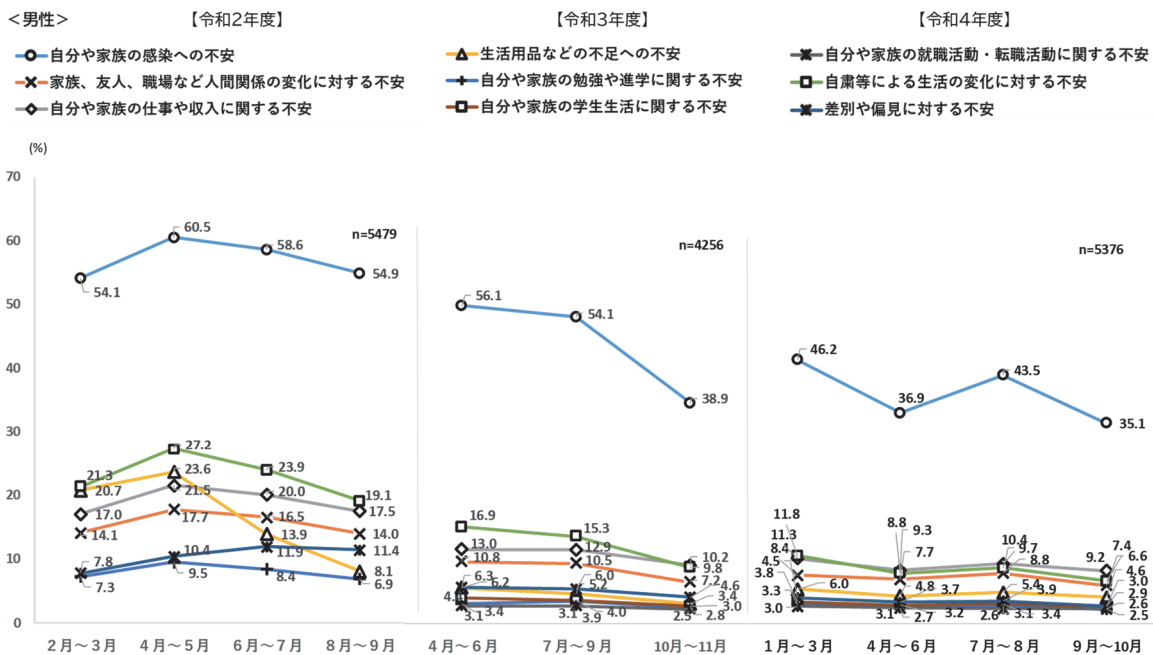 ＜男性＞ 【令和2年度】 【令和3年度】 【令和4年度】
自分や家族の感染への不安 生活用品などの不足への不安 自分や家族の就職活動・転職活動に関する不安
家族、友人、職場など人間関係の変化に対する不安 自分や家族の勉強や進学に関する不安 自粛等による生活の変化に対する不安
自分や家族の仕事や収入に関する不安 自分や家族の学生生活に関する不安 差別や偏見に対する不安
(%)
70
60
50
40
30
20
10
0
n=5479
54.1 60.5 58.6 54.9
21.3 27.2 23.9 19.1
20.7 23.6 13.9 8.1
17.0 21.5 20.0 17.5
14.1 17.7 16.5 14.0
7.8 10.4 11.9 11.4
7.3 9.5 8.4 6.9
2月～3月 4月～5月 6月～7月 8月～9月
n=4256
56.1 54.1 38.9
16.9 15.3 10.2
13.0 12.9 9.8
10.8 10.5 7.2
6.3 6.0 4.6
6.2 5.2 3.4
4.0 3.0
3.4 3.9 2.8
3.1 3.1 2.5
4月～6月 7月～9月 10月～11月
n=5376
46.2 36.9 43.5 35.1
11.8 9.3 10.4 9.2
11.3 8.8 9.7 7.4
8.4 7.7 8.8 6.6
6.0 4.8 5.4 4.6
4.5 3.7 3.9 3.0
3.8 3.2 3.4 2.9
3.3 3.1 3.1 2.6
3.0 2.7 2.6 2.5
1月～3月 4月～6月 7月～8月 9月～10月